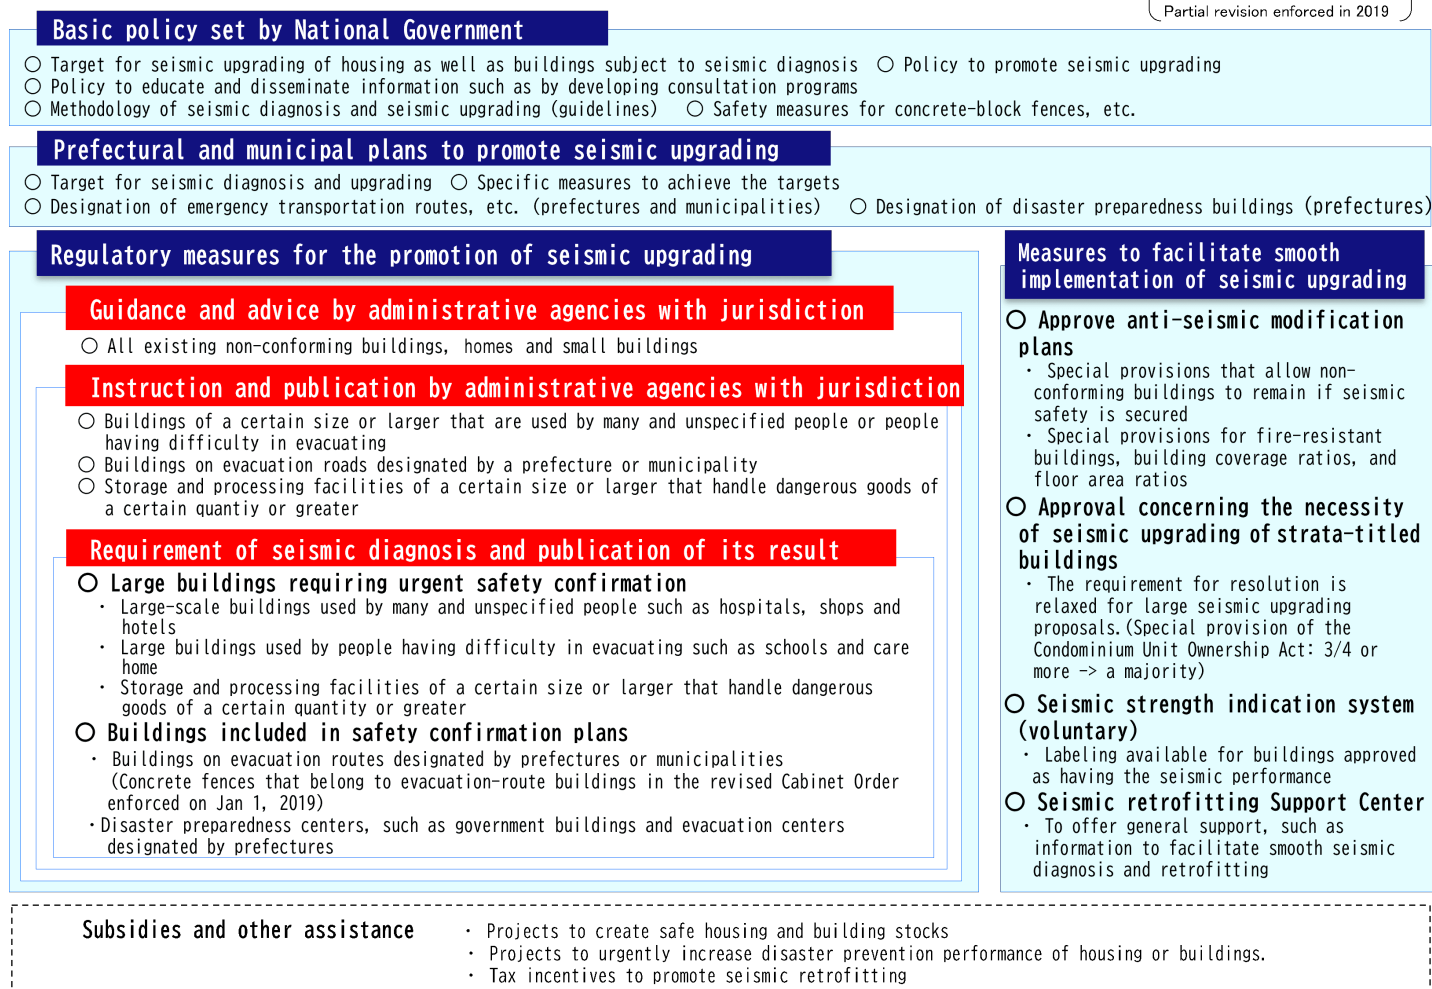 Partial revision enforced in 2019
Basic policy set by National Government
○ Target for seismic upgrading of housing as well as buildings subject to seismic diagnosis ○ Policy to promote seismic upgrading
○ Policy to educate and disseminate information such as by developing consultation programs
○ Methodology of seismic diagnosis and seismic upgrading (guidelines) ○ Safety measures for concrete-block fences, etc.
Prefectural and municipal plans to promote seismic upgrading
○ Target for seismic diagnosis and upgrading ○ Specific measures to achieve the targets
○ Designation of emergency transportation routes, etc. (prefectures and municipalities) ○ Designation of disaster preparedness buildings (prefectures)
Regulatory measures for the promotion of seismic upgrading
Guidance and advice by administrative agencies with jurisdiction
○ All existing non-conforming buildings, homes and small buildings
Instruction and publication by administrative agencies with jurisdiction
○ Buildings of a certain size or larger that are used by many and unspecified people or people
having difficulty in evacuating
○ Buildings on evacuation roads designated by a prefecture or municipality
○ Storage and processing facilities of a certain size or larger that handle dangerous goods of
a certain quantiy or greater
Requirement of seismic diagnosis and publication of its result
○ Large buildings requiring urgent safety confirmation
・ Large-scale buildings used by many and unspecified people such as hospitals, shops and
hotels
・ Large buildings used by people having difficulty in evacuating such as schools and care
home
・ Storage and processing facilities of a certain size or larger that handle dangerous
goods of a certain quantity or greater
○ Buildings included in safety confirmation plans
・ Buildings on evacuation routes designated by prefectures or municipalities
(Concrete fences that belong to evacuation-route buildings in the revised Cabinet Order
enforced on Jan 1, 2019)
・Disaster preparedness centers, such as government buildings and evacuation centers
designated by prefectures
Measures to facilitate smooth
implementation of seismic upgrading
○ Approve anti-seismic modification
plans
・ Special provisions that allow non-
conforming buildings to remain if seismic
safety is secured
・ Special provisions for fire-resistant
buildings, building coverage ratios, and
floor area ratios
○ Approval concerning the necessity
of seismic upgrading of strata-titled
buildings
・ The requirement for resolution is
relaxed for large seismic upgrading
proposals.(Special provision of the
Condominium Unit Ownership Act: 3/4 or
more -> a majority)
○ Seismic strength indication system
(voluntary)
・ Labeling available for buildings approved
as having the seismic performance
○ Seismic retrofitting Support Center
・ To offer general support, such as
information to facilitate smooth seismic
diagnosis and retrofitting
Subsidies and other assistance
・ Projects to create safe housing and building stocks
・ Projects to urgently increase disaster prevention performance of housing or buildings.
・ Tax incentives to promote seismic retrofitting